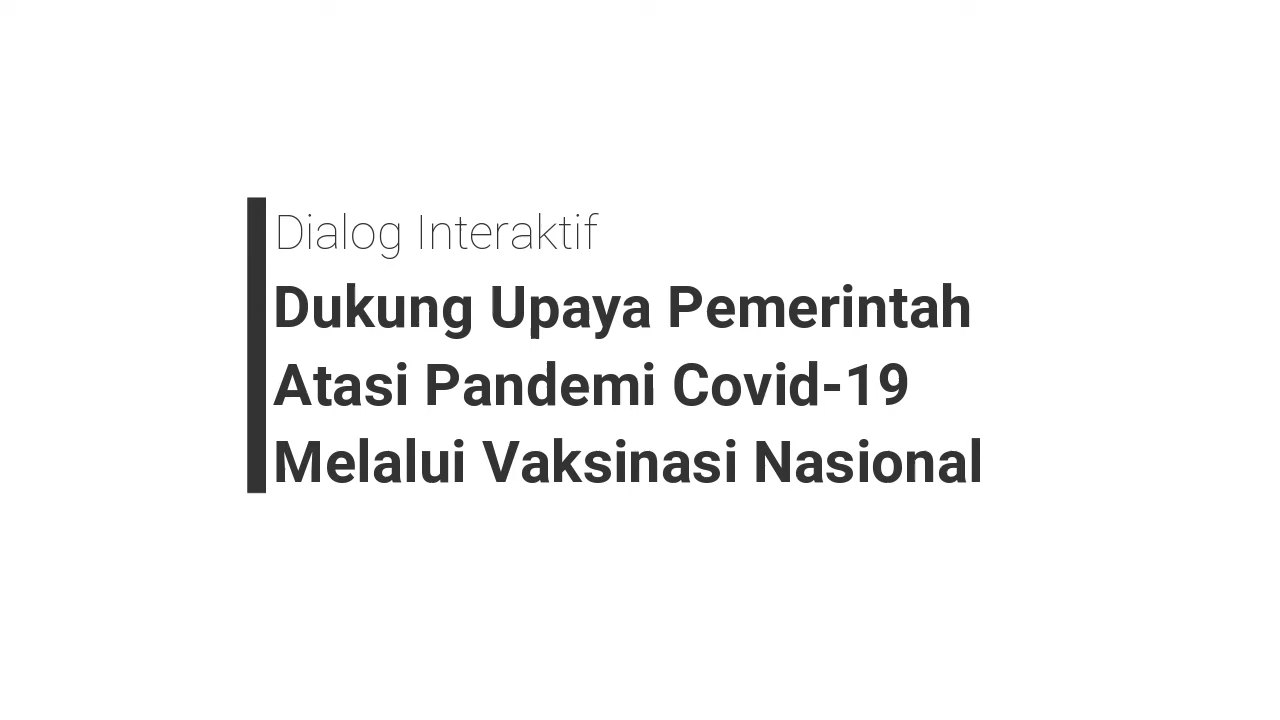 Dialog Interaktif
Dukung Upaya Pemerintah
Atasi Pandemi Covid-19
Melalui Vaksinasi Nasional